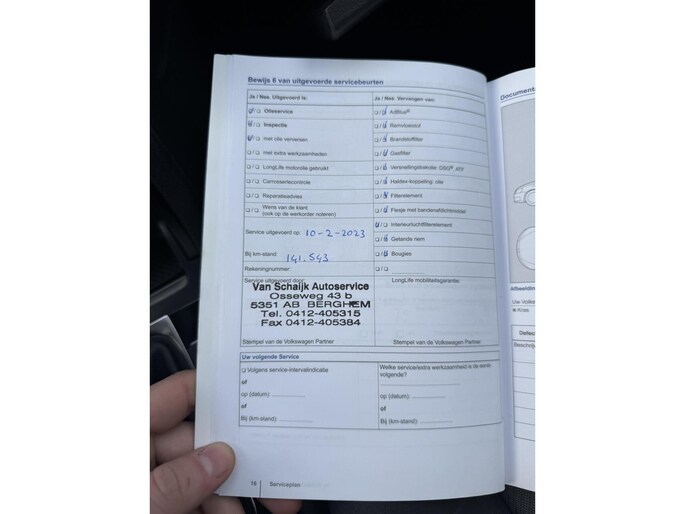 Bewijs 6 van uitgevoerde servicebeurten
Ja / Nee. Uitgevoerd is:
Olieservice
Inspectie
met olie verversen
met extra werkzaamheden
LongLife motorolie gebruikt
Carrosseriecontrole
Reparatieadvies
Wens van de klant
(ook op de werkorder noteren)
Service uitgevoerd op: 10-2-2023
Bij km-stand: 141.543
Rekeningnummer:
Service uitgevoerd door:
Van Schaijk Autoservice
Osseweg 43 b
5351 AB BERGHEM
Tel. 0412-405315
Fax 0412-405384
Stempel van de Volkswagen Partner
Ja / Nee. Vervangen van:
AdBlue®
Remvloeistof
Brandstoffilter
Gasfilter
Versnellingsbakolie: DSG®, 4
Haldex-koppeling: olie
Filterelement
Flesje met bandenafdichtmiddel
Interieurluchtfilterelement
Getande riem
Bougies
LongLife mobiliteitsgarantie:
Stempel van de Volkswagen Partner
Uw volgende Service
Volgens service-intervalindicatie
of
op (datum):
of
Bij (km-stand):
Welke service/extra werkzaamheid is de eerst-
volgende?
op (datum):
of
Bij (km-stand):
16 Serviceplan
Document
Afbeelding
Uw Volks